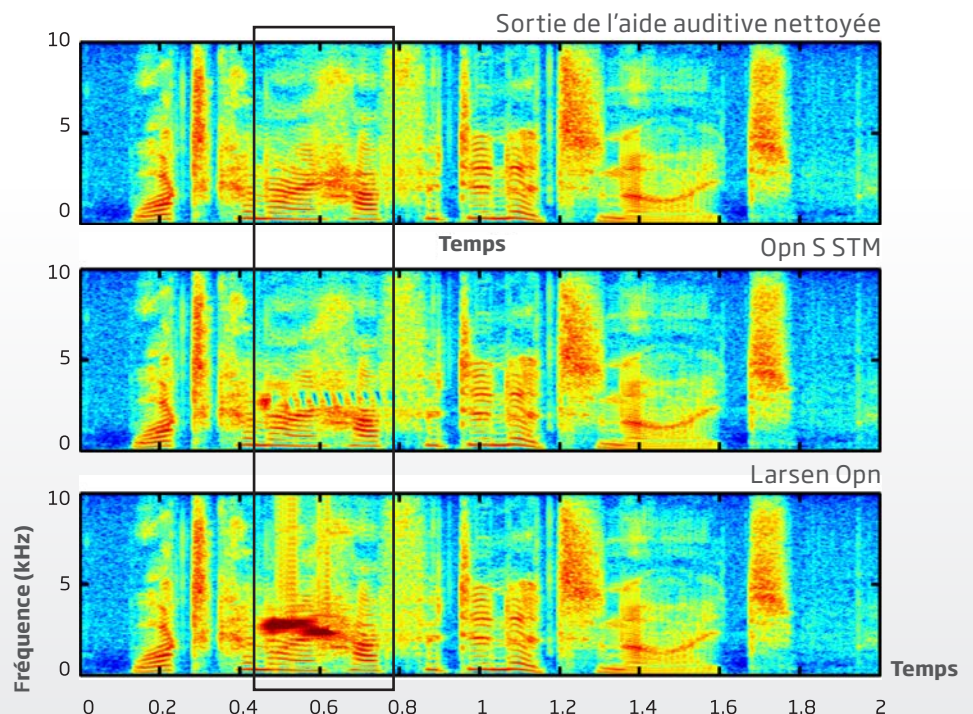 Sortie de l'aide auditive nettoyée
10
5
0
Temps
Opn S STM
10
5
0
Larsen Opn
10
5
0
Fréquence (kHz)
Temps
0 0.2 0.4 0.6 0.8 1 1.2 1.4 1.6 1.8 2